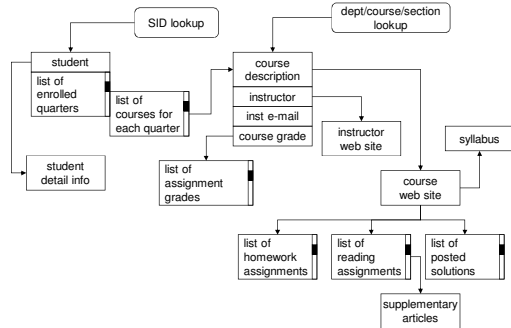 SID lookup
dept/course/section
lookup
student
list of
enrolled
quarters
list of
courses for
each quarter
course
description
instructor
inst e-mail
course grade
instructor
web site
syllabus
student
detail info
list of
assignment
grades
course
web site
list of
homework
assignments
list of
reading
assignments
list of
posted
solutions
supplementary
articles